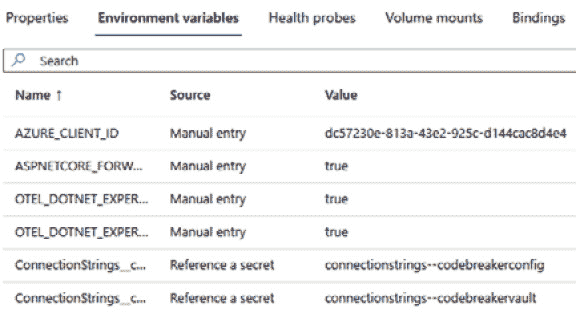 Properties Environment variables Health probes Volume mounts Bindings
Search
Name ↑ Source Value
AZURE_CLIENT_ID Manual entry dc57230e-813a-43e2-925c-d144cac8d4e4
ASPNETCORE_FORW... Manual entry true
OTEL_DOTNET_EXPER... Manual entry true
OTEL_DOTNET_EXPER... Manual entry true
ConnectionStrings__c... Reference a secret connectionstrings--codebreakerconfig
ConnectionStrings__c... Reference a secret connectionstrings--codebreakervault